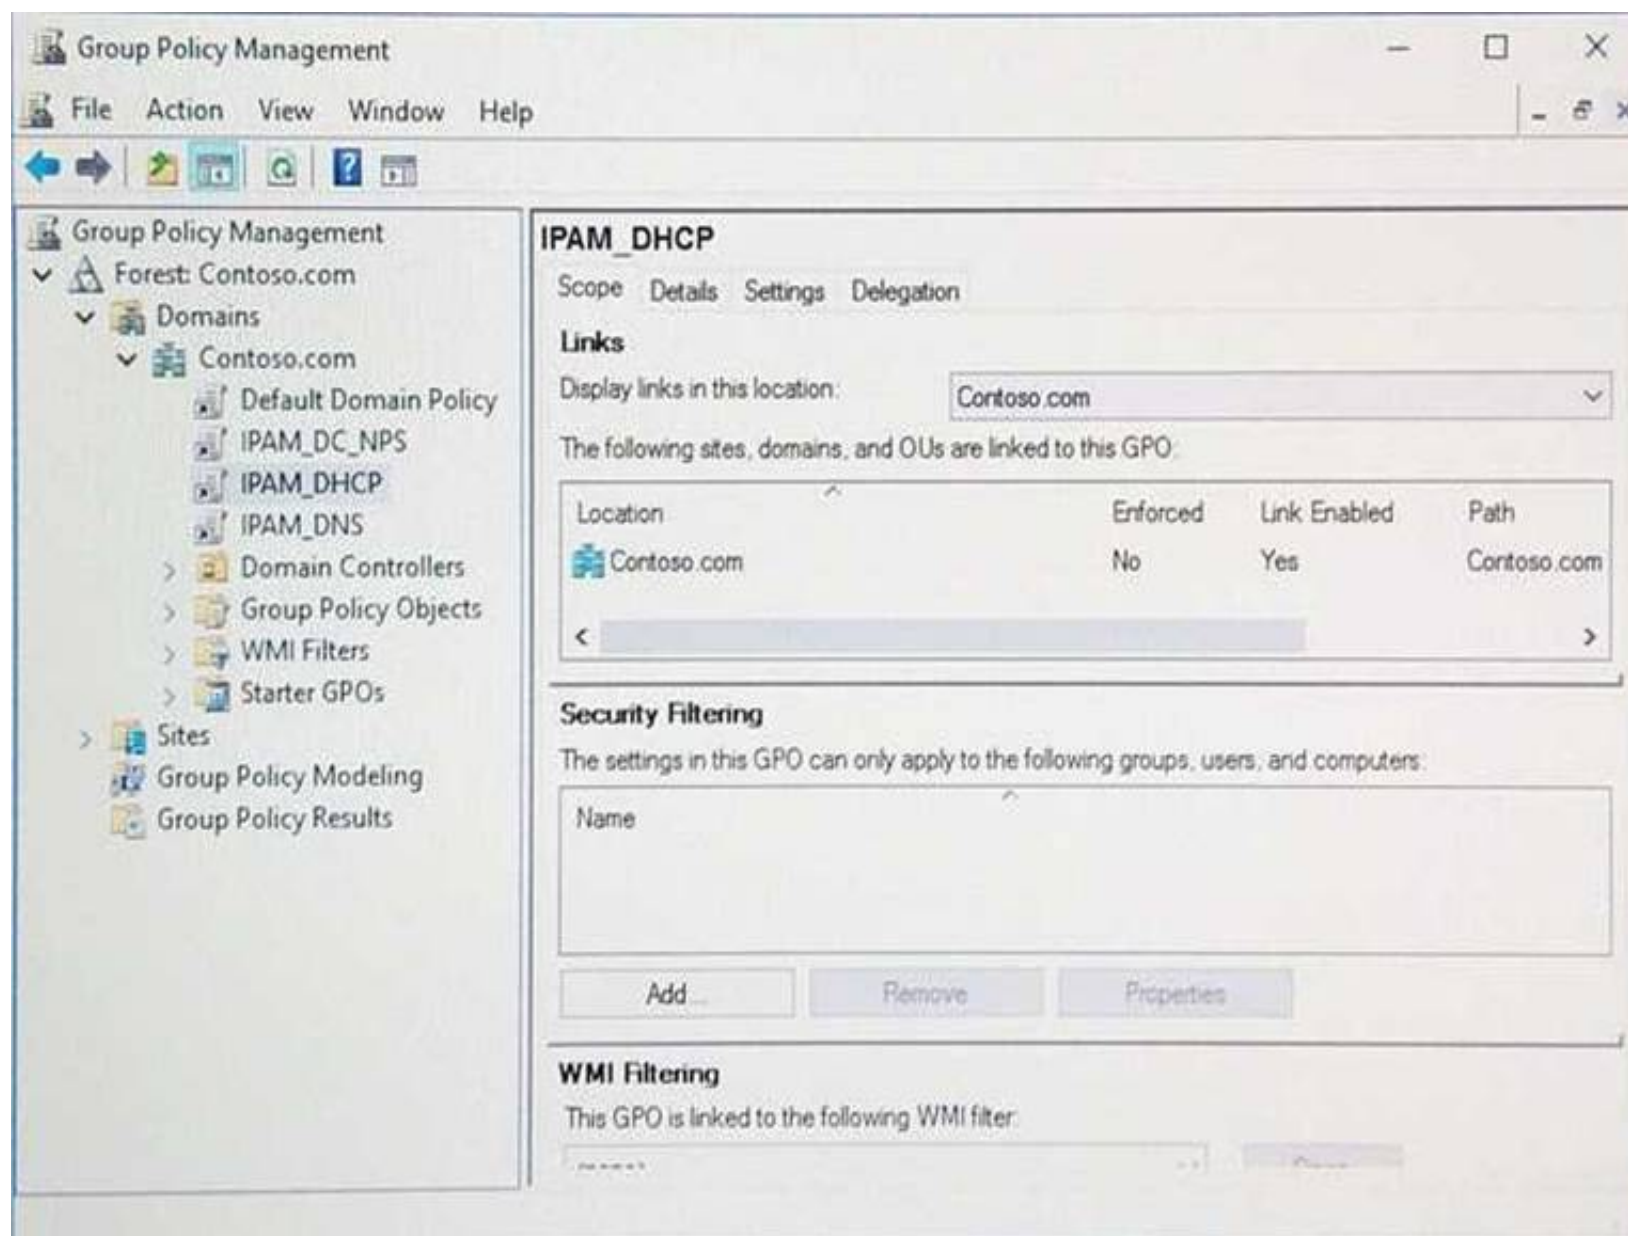 Group Policy Management
File Action View Window Help
Group Policy Management
Forest: Contoso.com
Domains
Contoso.com
Default Domain Policy
IPAM_DC_NPS
IPAM_DHCP
IPAM_DNS
Domain Controllers
Group Policy Objects
WMI Filters
Starter GPOs
Sites
Group Policy Modeling
Group Policy Results
IPAM_DHCP
Scope Details Settings Delegation
Links
Display links in this location: Contoso.com
The following sites, domains, and OUs are linked to this GPO:
Location Enforced Link Enabled Path
Contoso.com No Yes Contoso.com
Security Filtering
The settings in this GPO can only apply to the following groups, users, and computers:
Name
Add... Remove Properties
WMI Filtering
This GPO is linked to the following WMI filter: